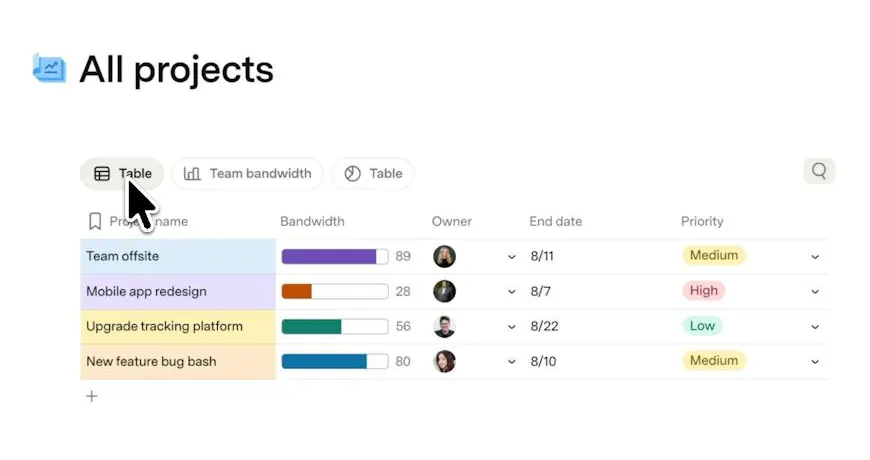 All projects
Table Team bandwidth Table
name Bandwidth Owner End date Priority
Team offsite 89 8/11 Medium
Mobile app redesign 28 8/7 High
Upgrade tracking platform 56 8/22 Low
New feature bug bash 80 8/10 Medium